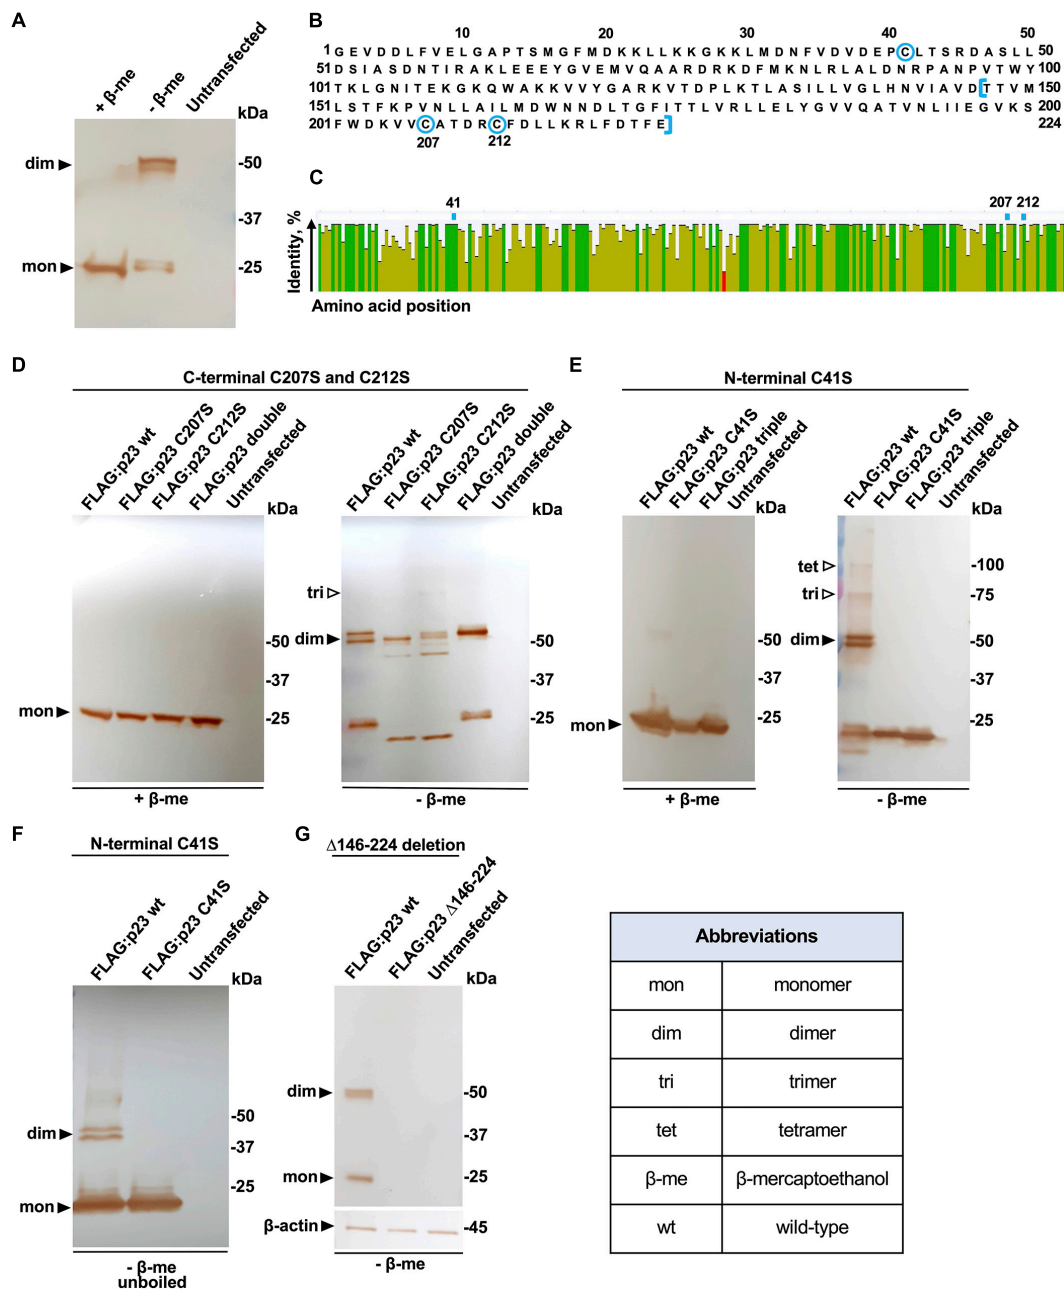 A
+ β-me
- β-me
Untransfected
kDa
dim
-50
-37
mon
-25
B
10 20 30 40 50
1 GEVDDLFVELGAPTSMGFMDKKLLKKGKKLMDNFVDVDEPCLTSRDASLL 50
51 DSIASDNTIRAKLEEEYGVEMVQAARDRKDFMKNLRLALDNRPANPVTWY 100
101 TKLGNITEKGKQWAKKVVYGARKVTDPLKTLASILLVVGLHNVIAVD[TTVM 150
151 LSTFKPVNLLAILMDWNNDLTGFITTLVRLLELYGVVQATVNLIIEGVKS 200
201 FWDKVVCATDRCFDLLKRLFDTFE] 224
207 212
C
41 207 212
Identity, %
Amino acid position
D
C-terminal C207S and C212S
FLAG:p23 wt
FLAG:p23 C207S
FLAG:p23 C212S
FLAG:p23 double
Untransfected
kDa
-50
-37
mon
-25
+ β-me
FLAG:p23 wt
FLAG:p23 C207S
FLAG:p23 C212S
FLAG:p23 double
Untransfected
kDa
tri
dim
-50
-37
-25
- β-me
E
N-terminal C41S
FLAG:p23 wt
FLAG:p23 C41S
FLAG:p23 triple
Untransfected
kDa
-50
-37
-25
mon
+ β-me
FLAG:p23 wt
FLAG:p23 C41S
FLAG:p23 triple
Untransfected
kDa
tet
-100
tri
-75
dim
-50
-37
-25
- β-me
F
N-terminal C41S
FLAG:p23 wt
FLAG:p23 C41S
Untransfected
kDa
-50
dim
-37
-25
mon
- β-me
unboiled
G
Δ146-224 deletion
FLAG:p23 wt
FLAG:p23 Δ146-224
Untransfected
kDa
dim
-50
-37
mon
-25
β-actin
-45
- β-me
Abbreviations
mon monomer
dim dimer
tri trimer
tet tetramer
β-me β-mercaptoethanol
wt wild-type